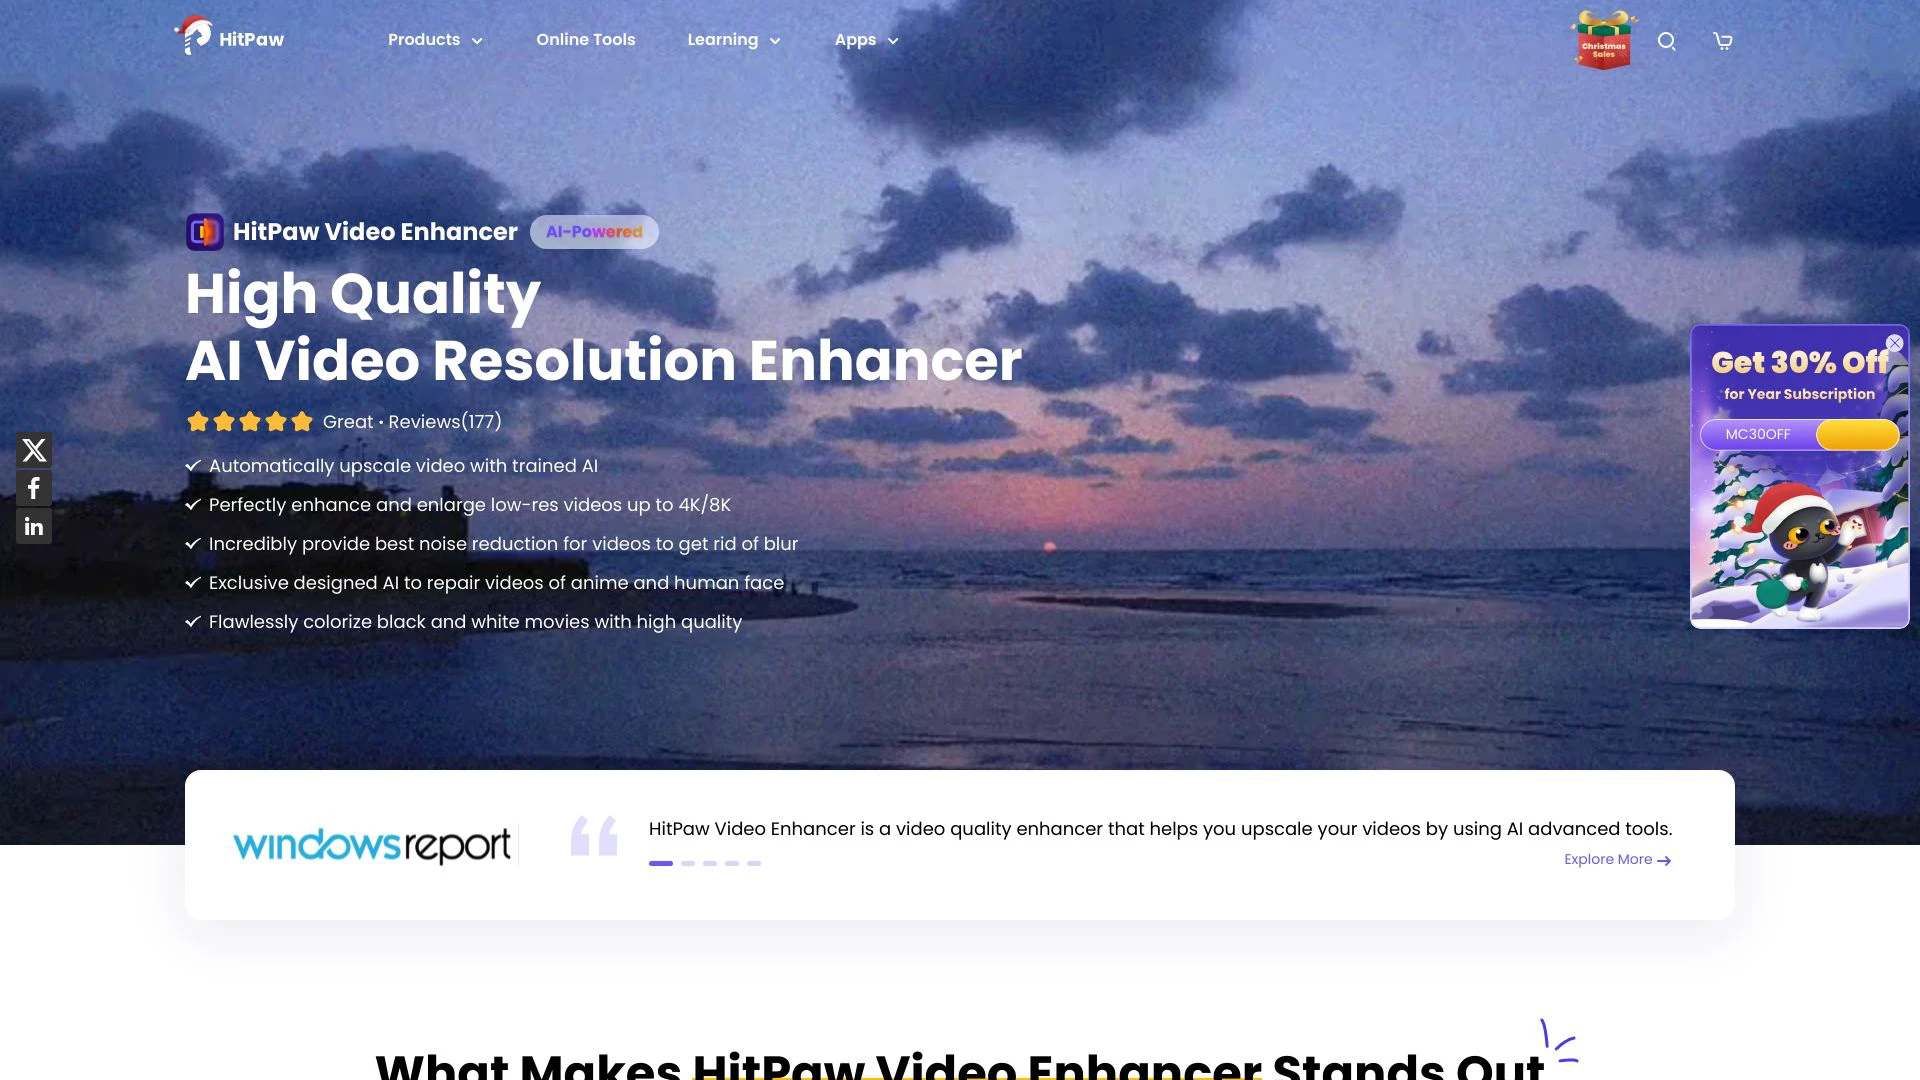 HitPaw
Products
Online Tools
Learning
Apps
Christmas
Sales
HitPaw Video Enhancer
AI-Powered
High Quality
AI Video Resolution Enhancer
Great • Reviews(177)
Automatically upscale video with trained AI
Perfectly enhance and enlarge low-res videos up to 4K/8K
Incredibly provide best noise reduction for videos to get rid of blur
Exclusive designed AI to repair videos of anime and human face
Flawlessly colorize black and white movies with high quality
X
f
in
Get 30% Off
for Year Subscription
MC30OFF
windowsreport
“
HitPaw Video Enhancer is a video quality enhancer that helps you upscale your videos by using AI advanced tools.
Explore More →
What Makes HitPaw Video Enhancer Stands Out